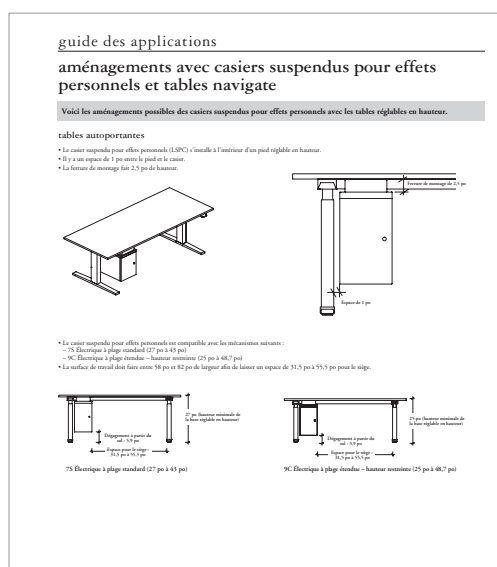 guide des applications
aménagements avec casiers suspendus pour effets
personnels et tables navigate
Voici les aménagements possibles des casiers suspendus pour effets personnels avec les tables réglables en hauteur.
tables autoportantes
• Le casier suspendu pour effets personnels (LSPC) s'installe à l'intérieur d'un pied réglable en hauteur.
• Il y a un espace de 1 po entre le pied et le casier.
• La ferrure de montage fait 2,5 po de hauteur.
Ferrure de montage de 2,5 po
Espace de 1 po
• Le casier suspendu pour effets personnels est compatible avec les mécanismes suivants :
– 7S Électrique à plage standard (27 po à 43 po)
– 9C Électrique à plage étendue – hauteur restreinte (25 po à 48,7 po)
• La surface de travail doit faire entre 58 po et 82 po de largeur afin de laisser un espace de 31,5 po à 55,5 po pour le siège.
27 po (hauteur minimale de
la base réglable en hauteur)
Dégagement à partir du
sol : 5,9 po
Espace pour le siège :
31,5 po à 55,5 po
7S Électrique à plage standard (27 po à 43 po)
25 po (hauteur minimale de
la base réglable en hauteur)
Dégagement à partir du
sol : 3,9 po
Espace pour le siège :
31,5 po à 55,5 po
9C Électrique à plage étendue – hauteur restreinte (25 po à 48,7 po)